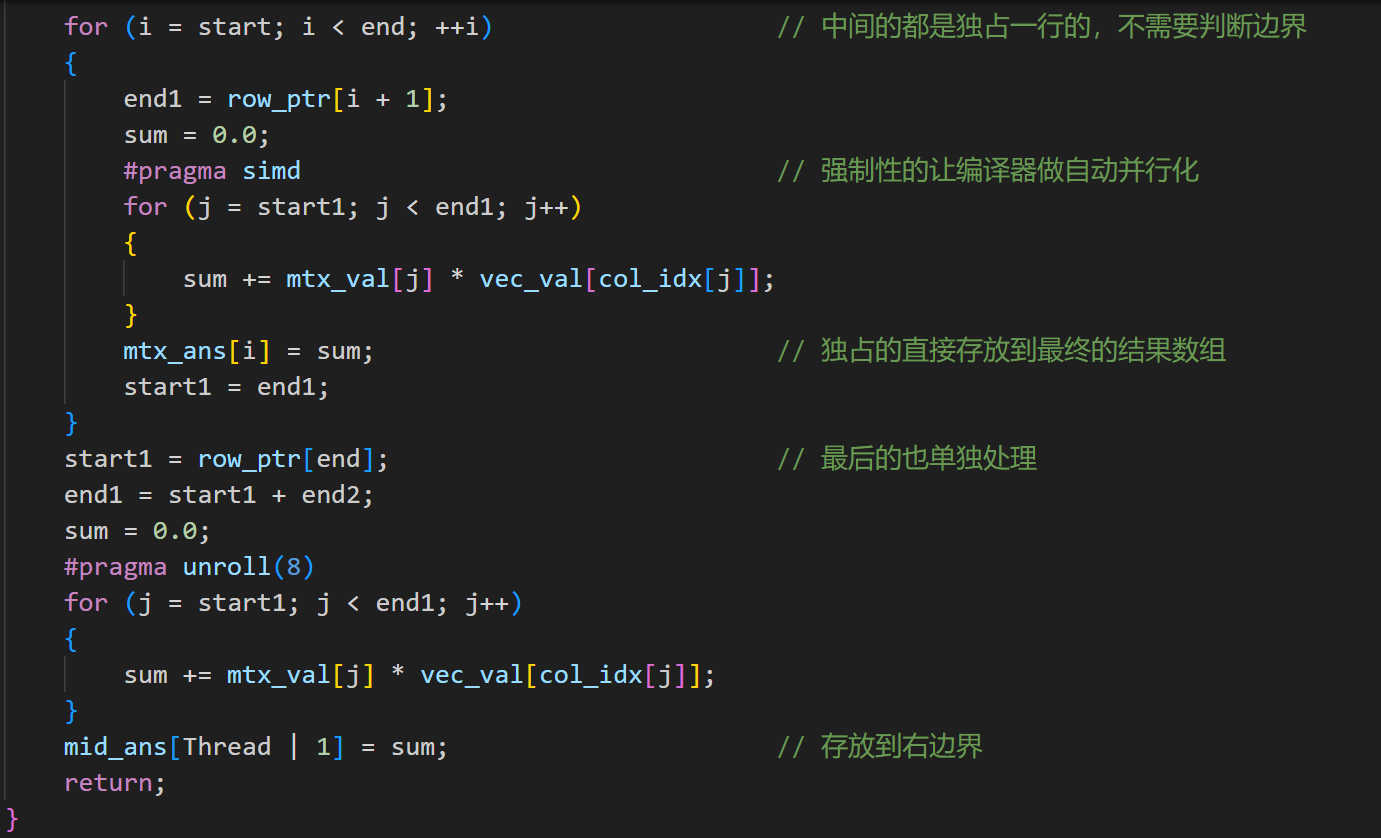 for (i = start; i < end; ++i) // 中间的都是独占一行的，不需要判断边界
{
end1 = row_ptr[i + 1];
sum = 0.0;
#pragma simd // 强制性的让编译器做自动并行化
for (j = start1; j < end1; j++)
{
sum += mtx_val[j] * vec_val[col_idx[j]];
}
mtx_ans[i] = sum; // 独占的直接存放到最终的结果数组
start1 = end1;
}
start1 = row_ptr[end]; // 最后的也单独处理
end1 = start1 + end2;
sum = 0.0;
#pragma unroll(8)
for (j = start1; j < end1; j++)
{
sum += mtx_val[j] * vec_val[col_idx[j]];
}
mid_ans[Thread | 1] = sum; // 存放到右边界
return;
}